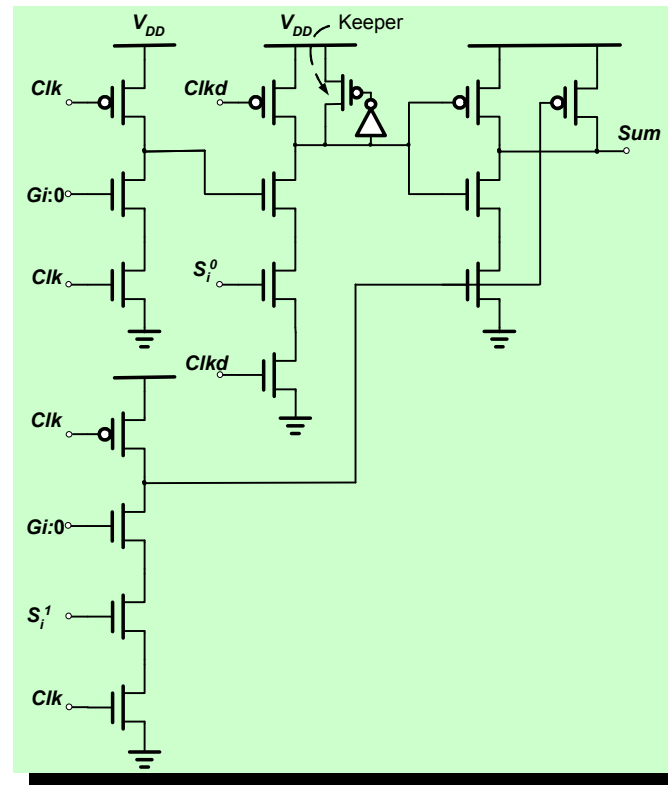 VDD
VDD
Keeper
Clk
Clkd
Sum
Gi:0
Clk
Si0
Clkd
Clk
Gi:0
Si1
Clk